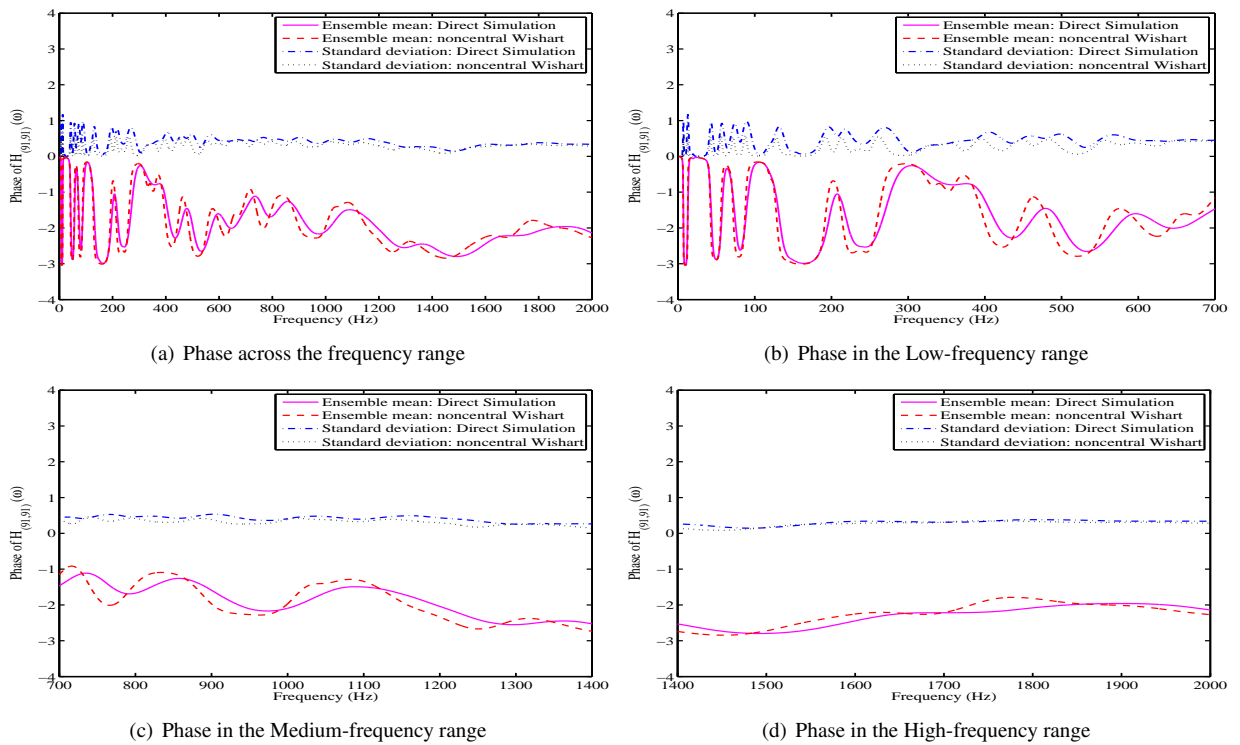 4
3
2
1
0
−1
−2
−3
−4
Phase of H(91,91)(ω)
Ensemble mean: Direct Simulation
Ensemble mean: noncentral Wishart
Standard deviation: Direct Simulation
Standard deviation: noncentral Wishart
0 200 400 600 800 1000 1200 1400 1600 1800 2000
Frequency (Hz)
(a) Phase across the frequency range
4
3
2
1
0
−1
−2
−3
−4
Phase of H(91,91)(ω)
Ensemble mean: Direct Simulation
Ensemble mean: noncentral Wishart
Standard deviation: Direct Simulation
Standard deviation: noncentral Wishart
0 100 200 300 400 500 600 700
Frequency (Hz)
(b) Phase in the Low-frequency range
4
3
2
1
0
−1
−2
−3
−4
Phase of H(91,91)(ω)
Ensemble mean: Direct Simulation
Ensemble mean: noncentral Wishart
Standard deviation: Direct Simulation
Standard deviation: noncentral Wishart
700 800 900 1000 1100 1200 1300 1400
Frequency (Hz)
(c) Phase in the Medium-frequency range
4
3
2
1
0
−1
−2
−3
−4
Phase of H(91,91)(ω)
Ensemble mean: Direct Simulation
Ensemble mean: noncentral Wishart
Standard deviation: Direct Simulation
Standard deviation: noncentral Wishart
1400 1500 1600 1700 1800 1900 2000
Frequency (Hz)
(d) Phase in the High-frequency range